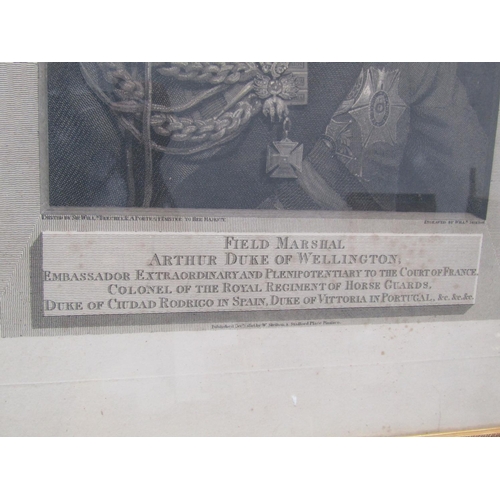 Field Marshal
Arthur Duke of Wellington,
Embassador Extraordinary and Plenipotentiary to the Court of France,
Colonel of the Royal Regiment of Horse Guards,
Duke of Ciudad Rodrigo in Spain, Duke of Vittoria in Portugal, &c. &c. &c.